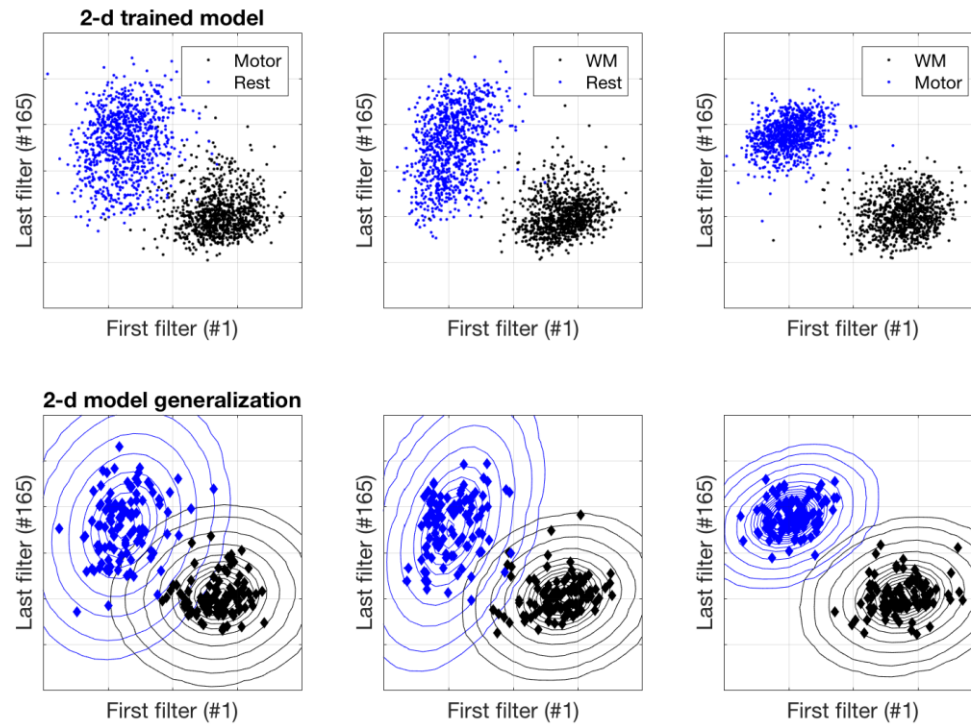 2-d trained model
Motor
Rest
Last filter (#165)
First filter (#1)
WM
Rest
Last filter (#165)
First filter (#1)
WM
Motor
Last filter (#165)
First filter (#1)
2-d model generalization
Last filter (#165)
First filter (#1)
Last filter (#165)
First filter (#1)
Last filter (#165)
First filter (#1)